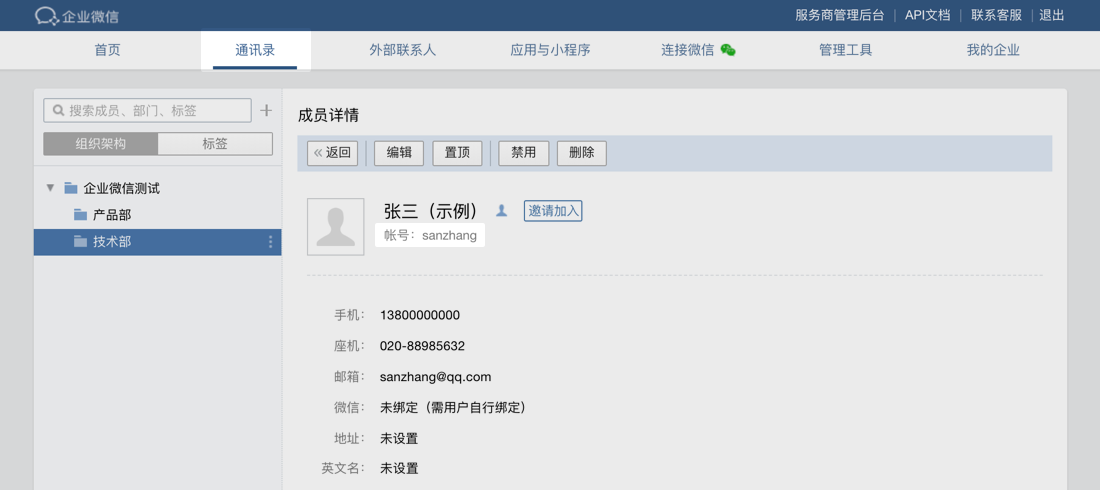 企业微信
服务商管理后台 | API文档 | 联系客服 | 退出
首页 通讯录 外部联系人 应用与小程序 连接微信 管理工具 我的企业
搜索成员、部门、标签
组织架构 标签
企业微信测试
产品部
技术部
成员详情
返回 编辑 置顶 禁用 删除
张三（示例） 邀请加入
帐号：sanzhang
手机： 13800000000
座机： 020-88985632
邮箱： sanzhang@qq.com
微信： 未绑定（需用户自行绑定）
地址： 未设置
英文名： 未设置